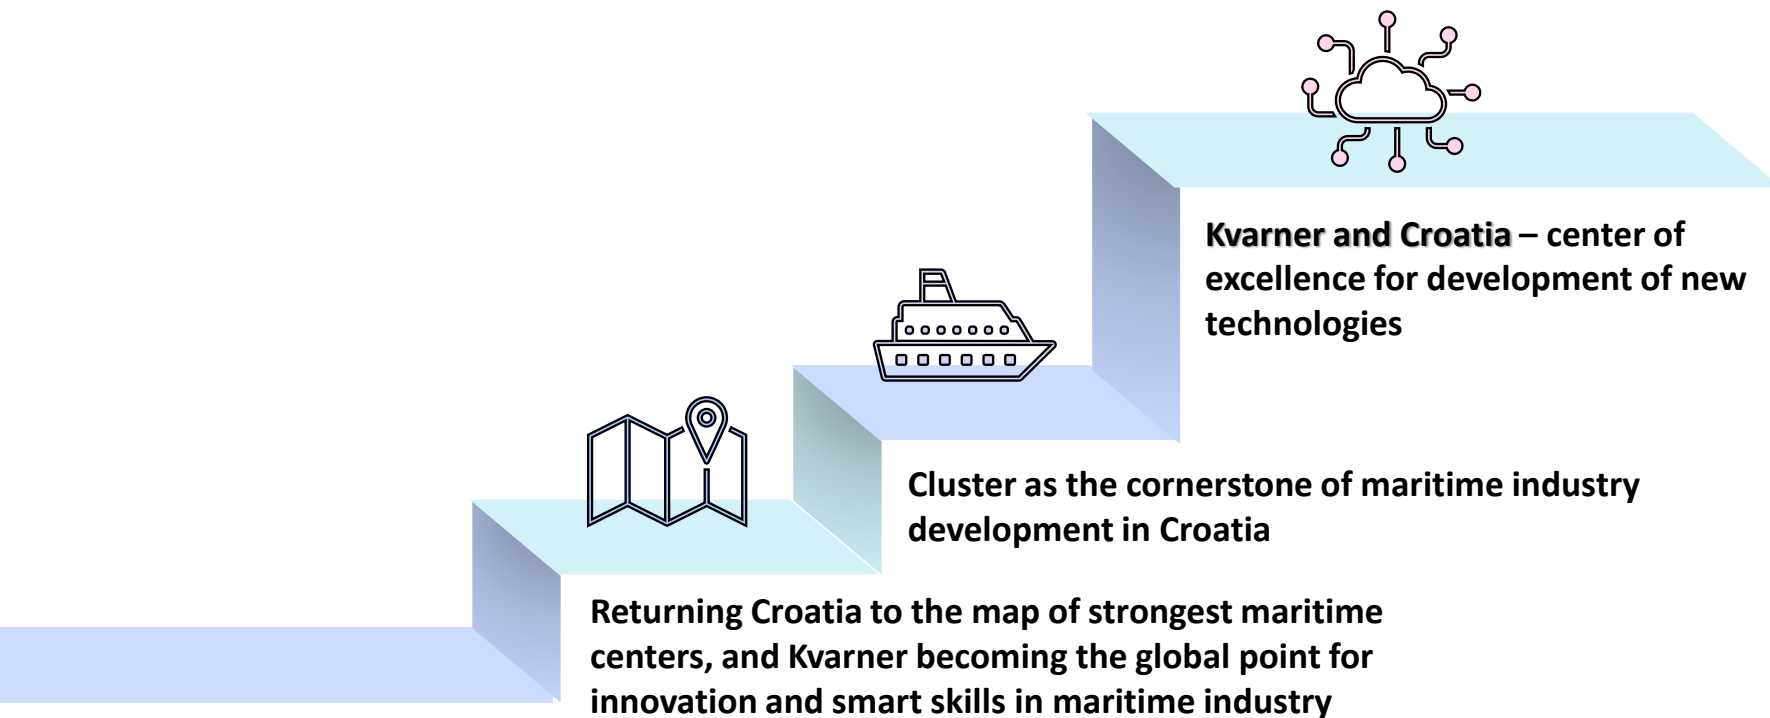 Kvarner and Croatia – center of
excellence for development of new
technologies
Cluster as the cornerstone of maritime industry
development in Croatia
Returning Croatia to the map of strongest maritime
centers, and Kvarner becoming the global point for
innovation and smart skills in maritime industry